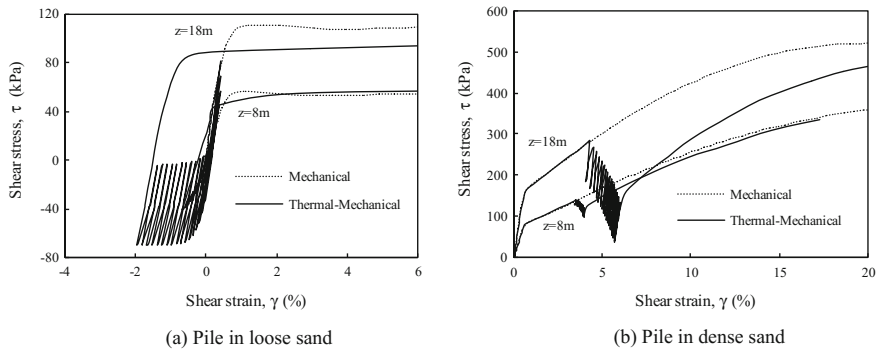 120
80
40
0
-40
-80
Shear stress, τ (kPa)
z=18m
z=8m
Mechanical
Thermal-Mechanical
-4
-2
0
2
4
6
Shear strain, γ (%)
(a) Pile in loose sand
600
500
400
300
200
100
0
Shear stress, τ (kPa)
z=18m
z=8m
Mechanical
Thermal-Mechanical
0
5
10
15
20
Shear strain, γ (%)
(b) Pile in dense sand